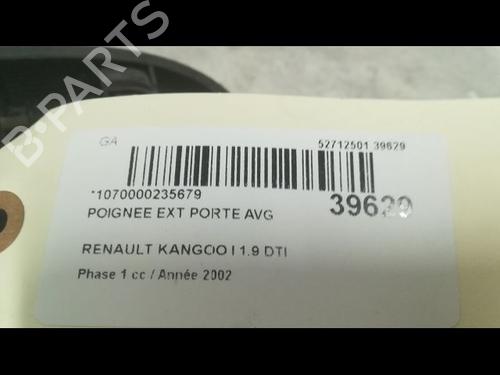 GA
52712501 39629
*1070000235679
POIGNEE EXT PORTE AVG
39629
RENAULT KANGOO I 1.9 DTI
Phase 1 cc / Année 2002
B-PARTS